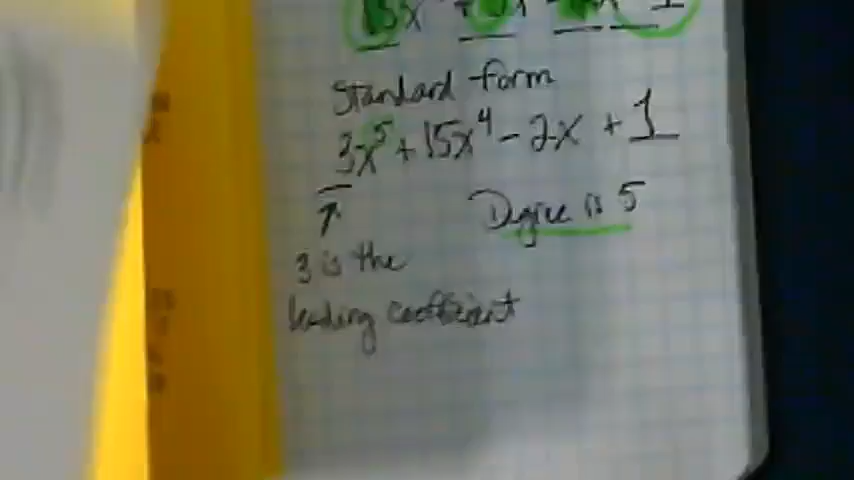 Standard form
3x⁵ + 15x⁴ - 2x + 1
Degree is 5
3 is the
leading coefficient